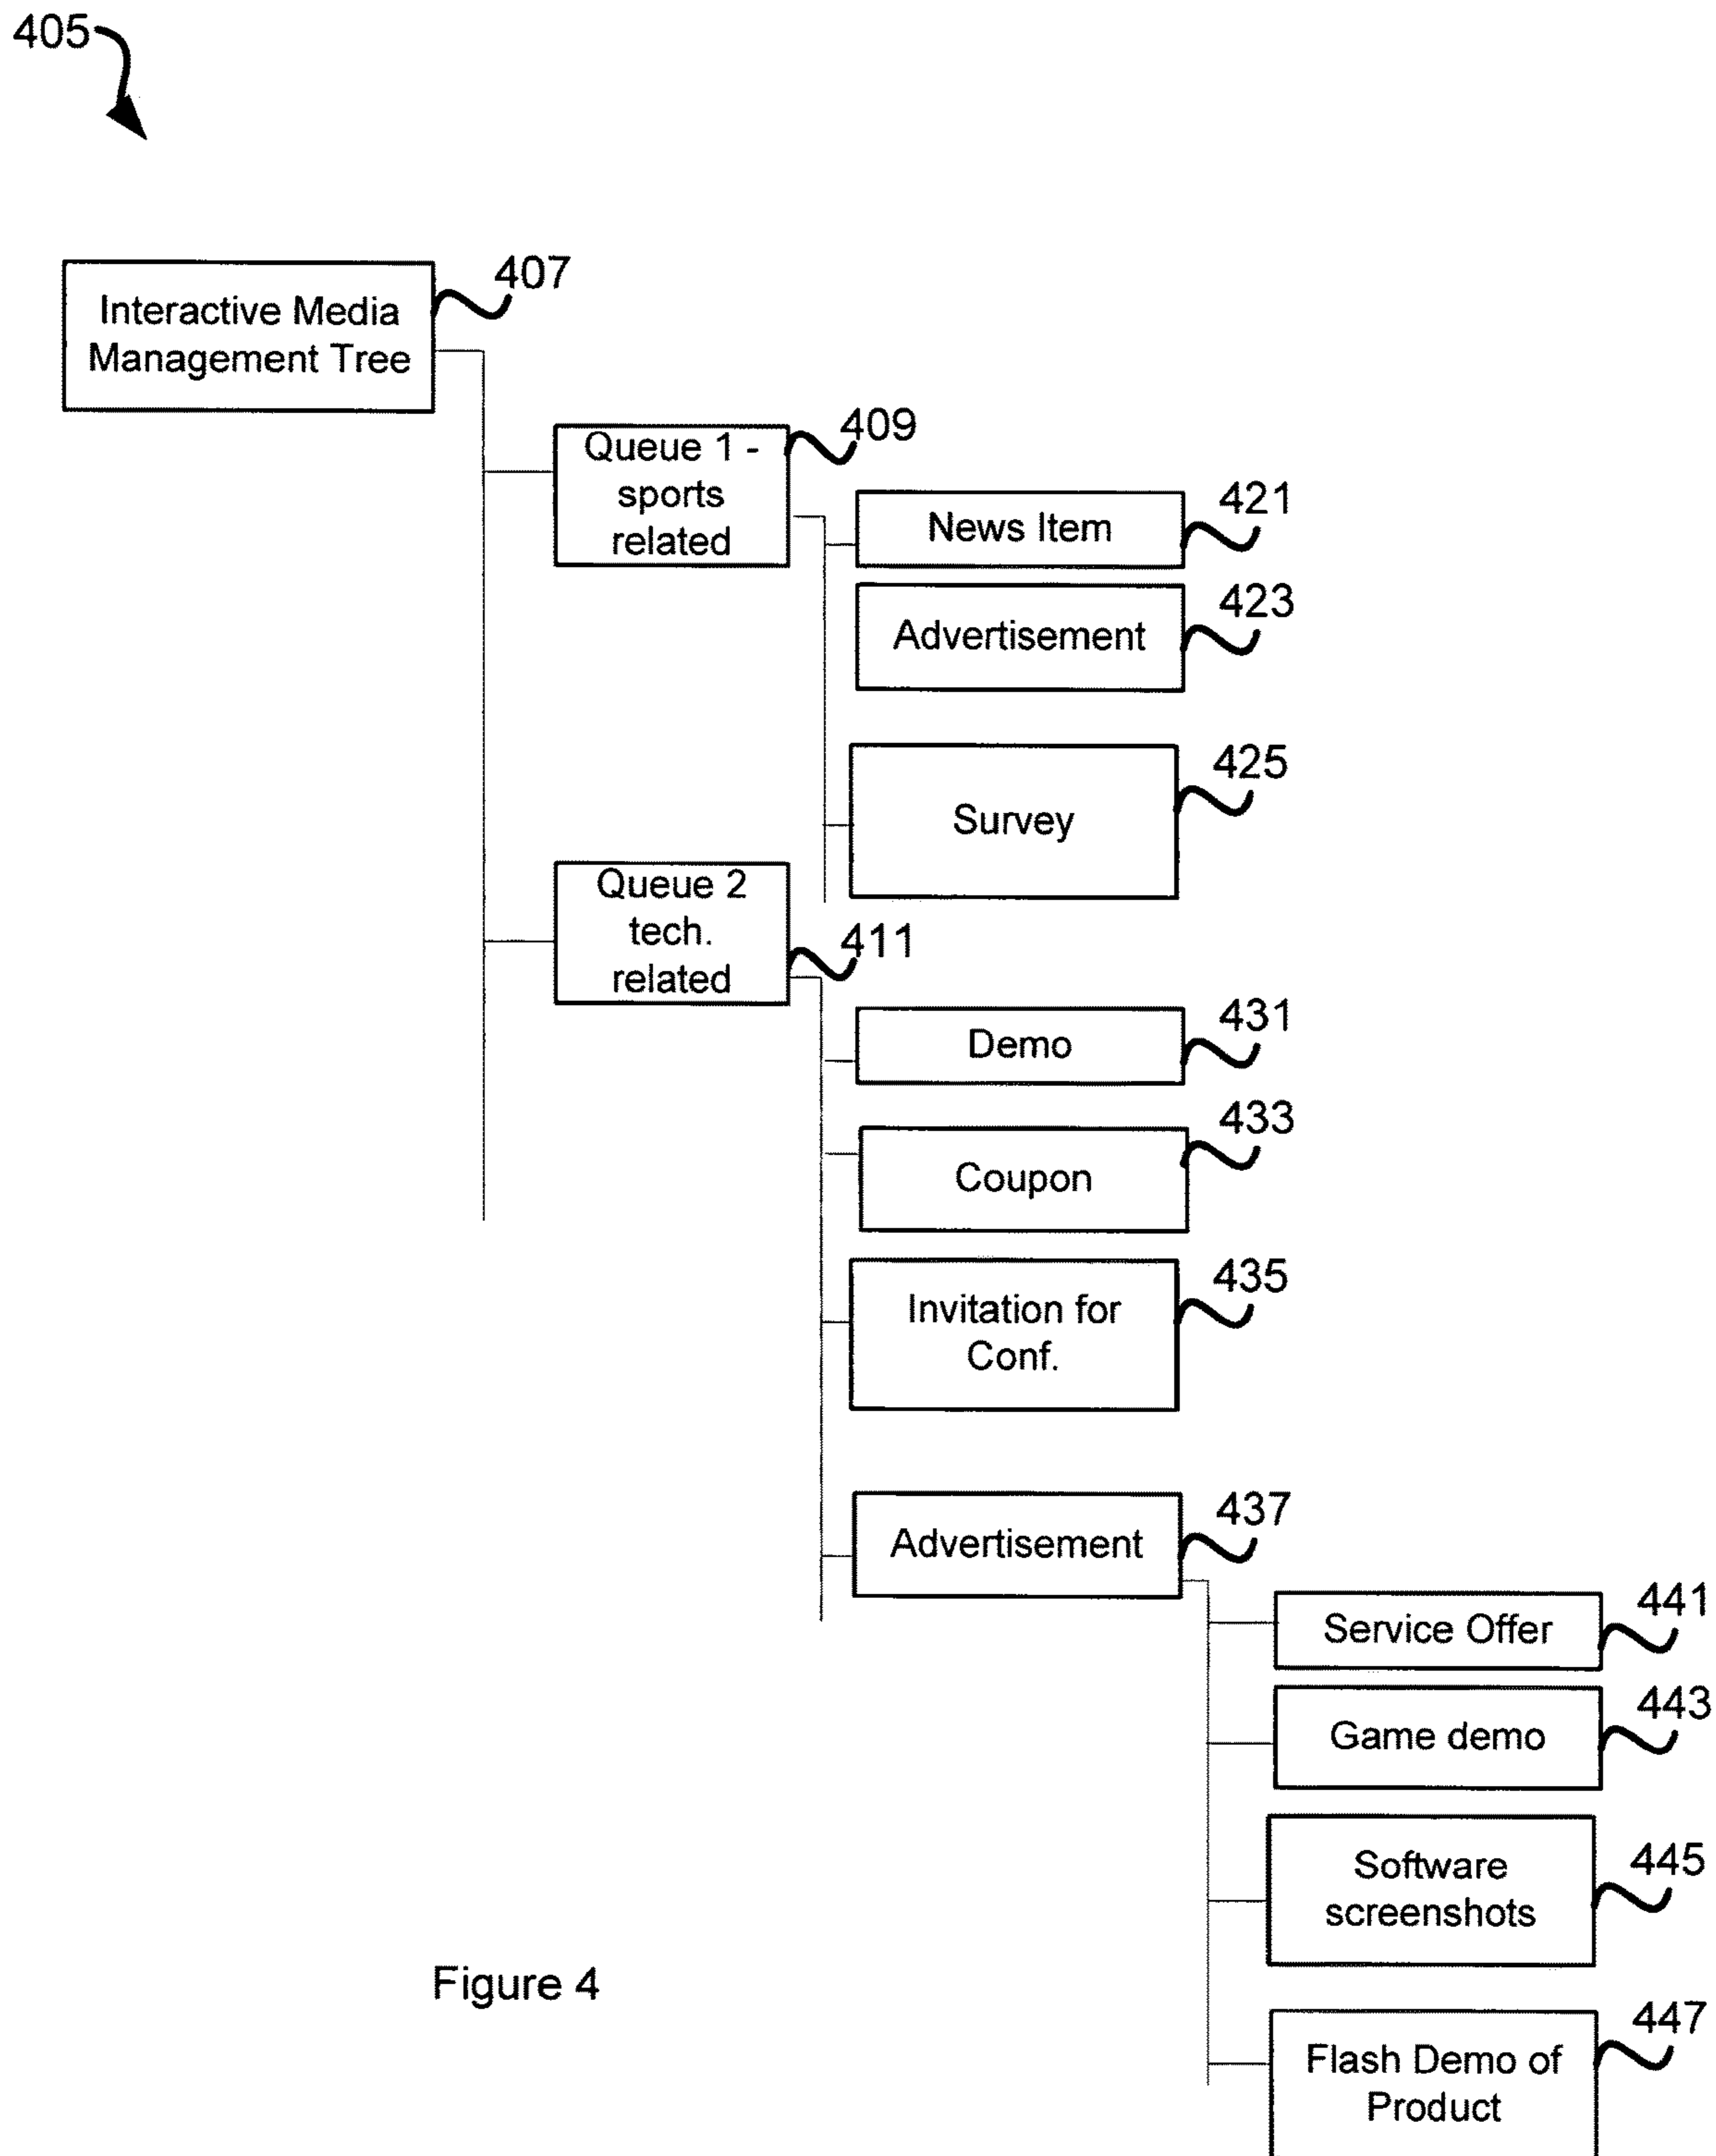 405
407
Interactive Media
Management Tree
409
Queue 1 -
sports
related
421
News Item
423
Advertisement
425
Survey
Queue 2
tech.
related
411
431
Demo
433
Coupon
435
Invitation for
Conf.
437
Advertisement
441
Service Offer
443
Game demo
445
Software
screenshots
447
Flash Demo of
Product
Figure 4